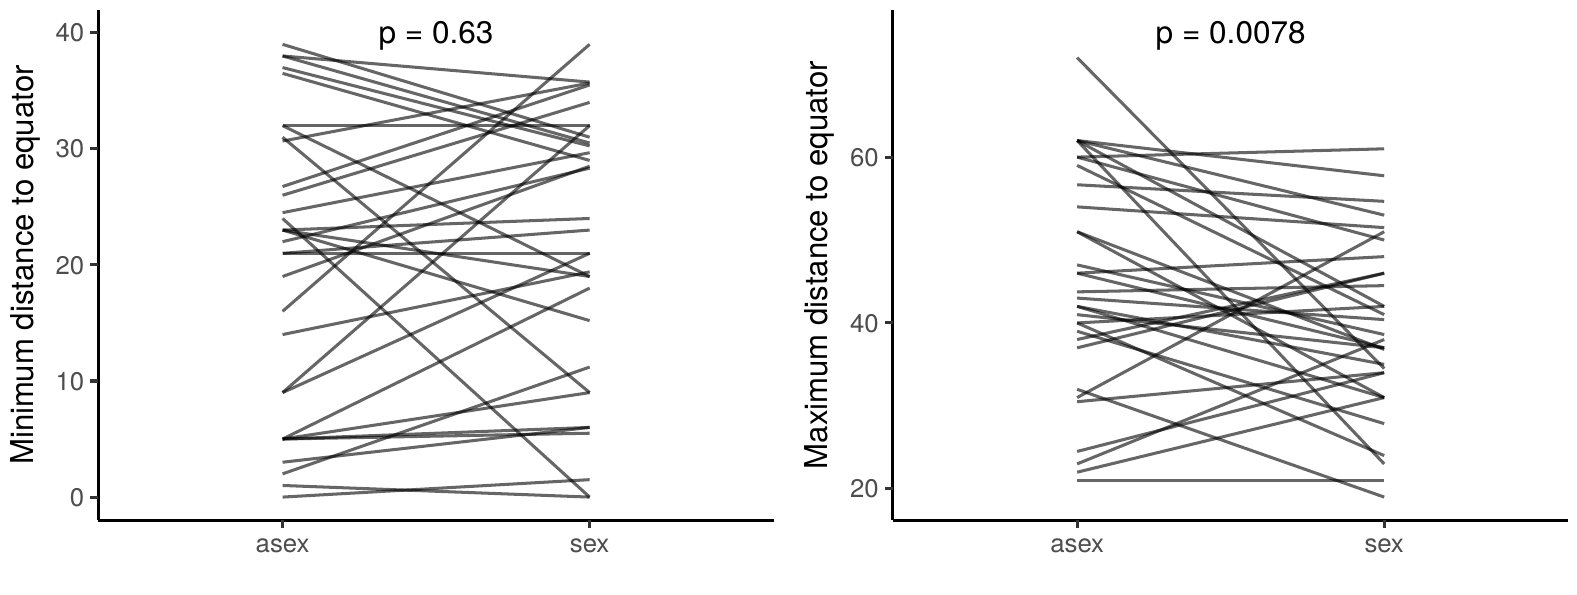 Minimum distance to equator
40
30
20
10
0
p = 0.63
asex
sex
Maximum distance to equator
60
40
20
p = 0.0078
asex
sex